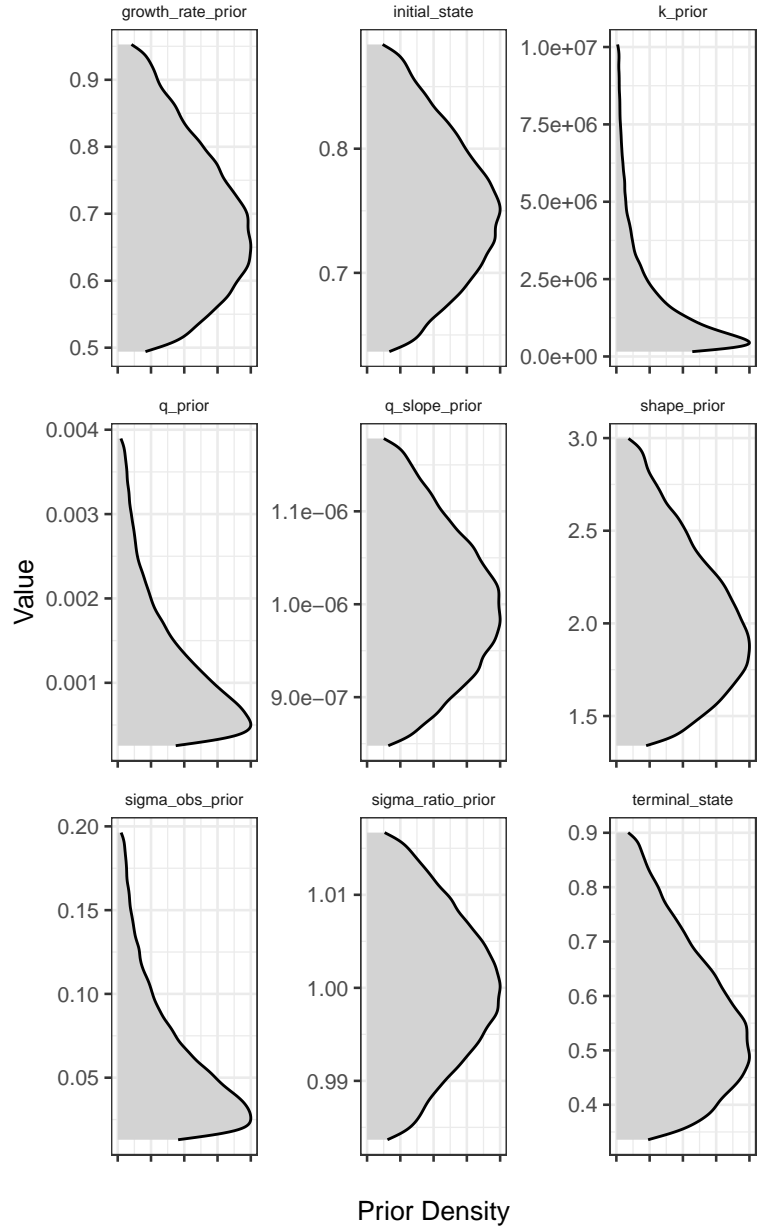 growth_rate_prior
initial_state
k_prior
0.9
0.8
0.7
0.6
0.5
0.8
0.7
1.0e+07
7.5e+06
5.0e+06
2.5e+06
0.0e+00
q_prior
q_slope_prior
shape_prior
0.004
0.003
0.002
0.001
1.1e−06
1.0e−06
9.0e−07
3.0
2.5
2.0
1.5
Value
sigma_obs_prior
sigma_ratio_prior
terminal_state
0.20
0.15
0.10
0.05
1.01
1.00
0.99
0.9
0.8
0.7
0.6
0.5
0.4
Prior Density